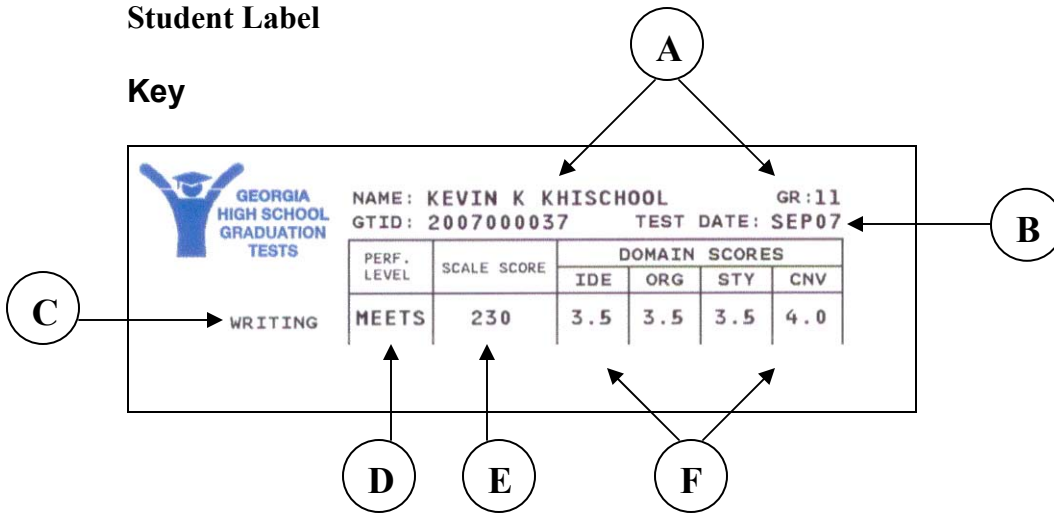 Student Label
A
Key
GEORGIA
HIGH SCHOOL
GRADUATION
TESTS
NAME: KEVIN K KHISCHOOL GR:11
GTID: 2007000037 TEST DATE: SEP07
B
PERF. LEVEL SCALE SCORE DOMAIN SCORES
IDE ORG STY CNV
C
WRITING MEETS 230 3.5 3.5 3.5 4.0
D E F